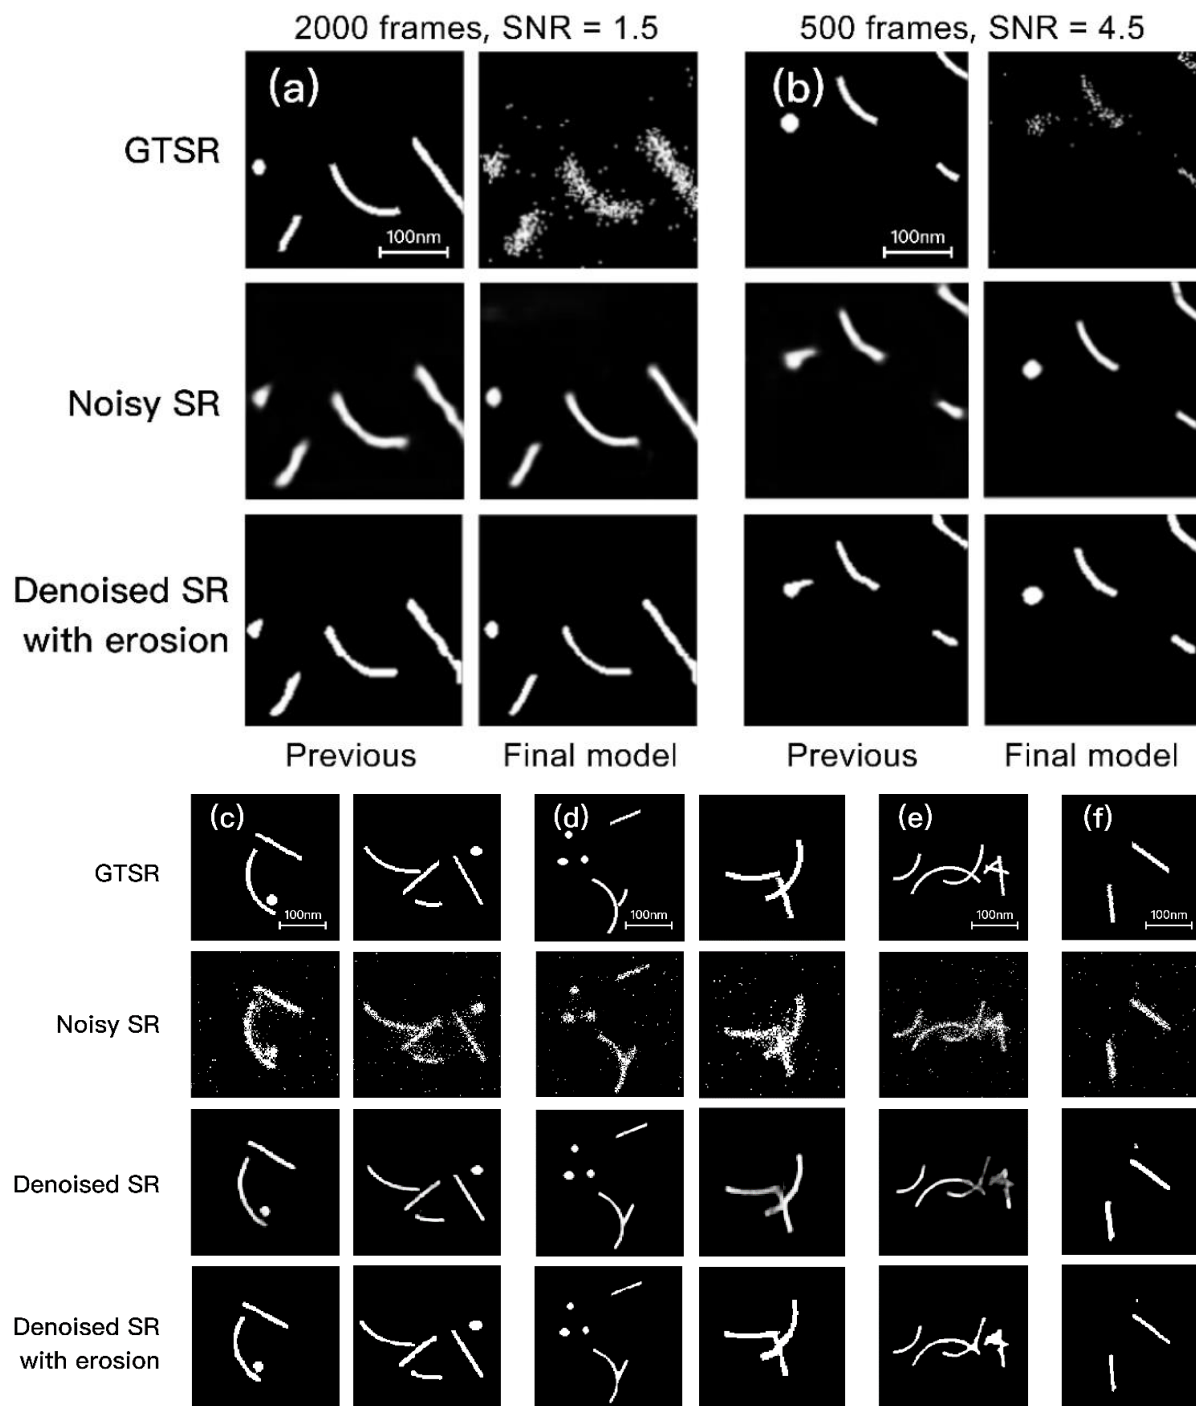 2000 frames, SNR = 1.5
500 frames, SNR = 4.5
(a)
(b)
GTSR
100nm
100nm
Noisy SR
Denoised SR
with erosion
Previous
Final model
Previous
Final model
(c)
(d)
(e)
(f)
GTSR
100nm
100nm
100nm
100nm
Noisy SR
Denoised SR
Denoised SR
with erosion